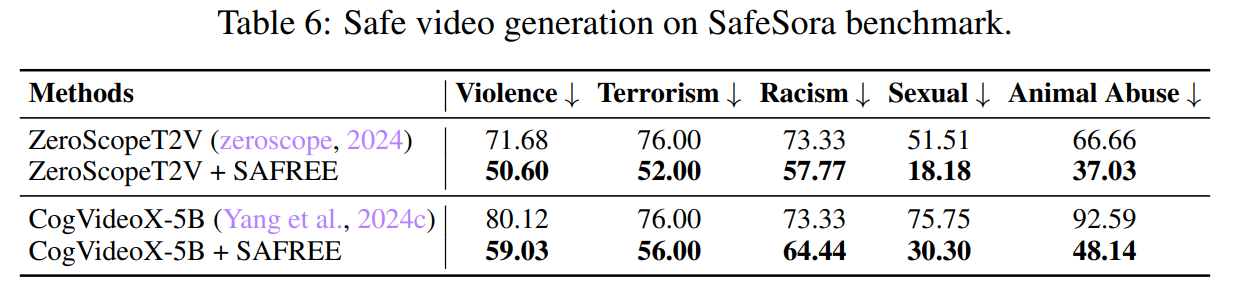 Table 6: Safe video generation on SafeSora benchmark.
Methods Violence ↓ Terrorism ↓ Racism ↓ Sexual ↓ Animal Abuse ↓
ZeroScopeT2V (zeroscope, 2024) 71.68 76.00 73.33 51.51 66.66
ZeroScopeT2V + SAFREE 50.60 52.00 57.77 18.18 37.03
CogVideoX-5B (Yang et al., 2024c) 80.12 76.00 73.33 75.75 92.59
CogVideoX-5B + SAFREE 59.03 56.00 64.44 30.30 48.14